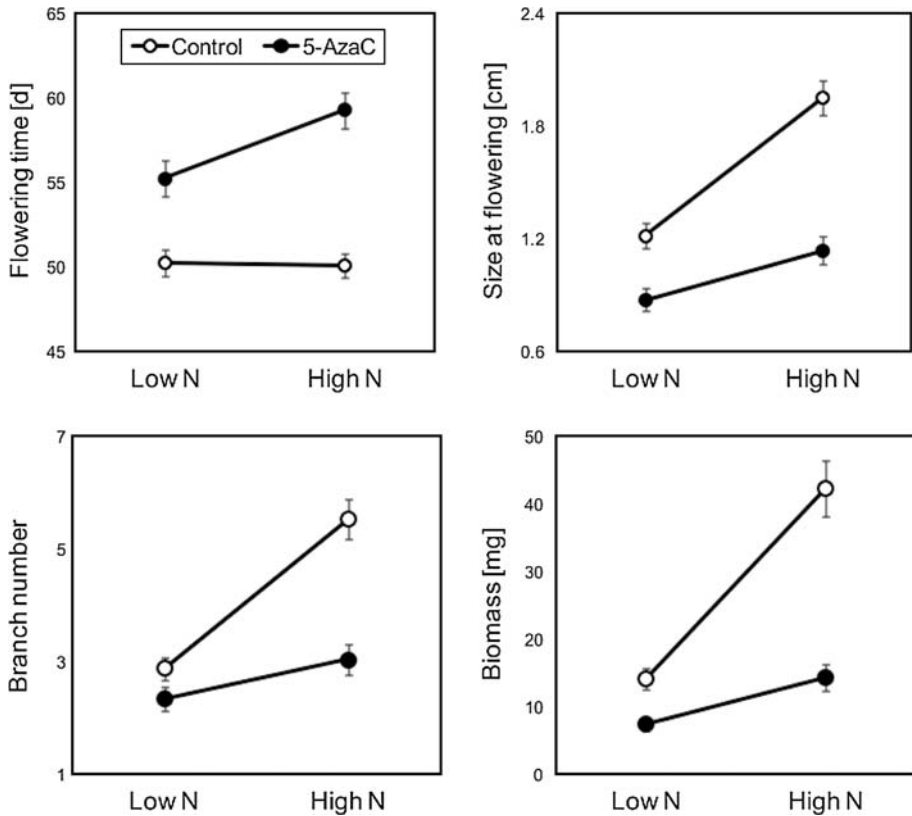 65
60
55
50
45
Flowering time [d]
Control
5-AzaC
Low N
High N
2.4
1.8
1.2
0.6
Size at flowering [cm]
Low N
High N
7
5
3
1
Branch number
Low N
High N
50
40
30
20
10
0
Biomass [mg]
Low N
High N